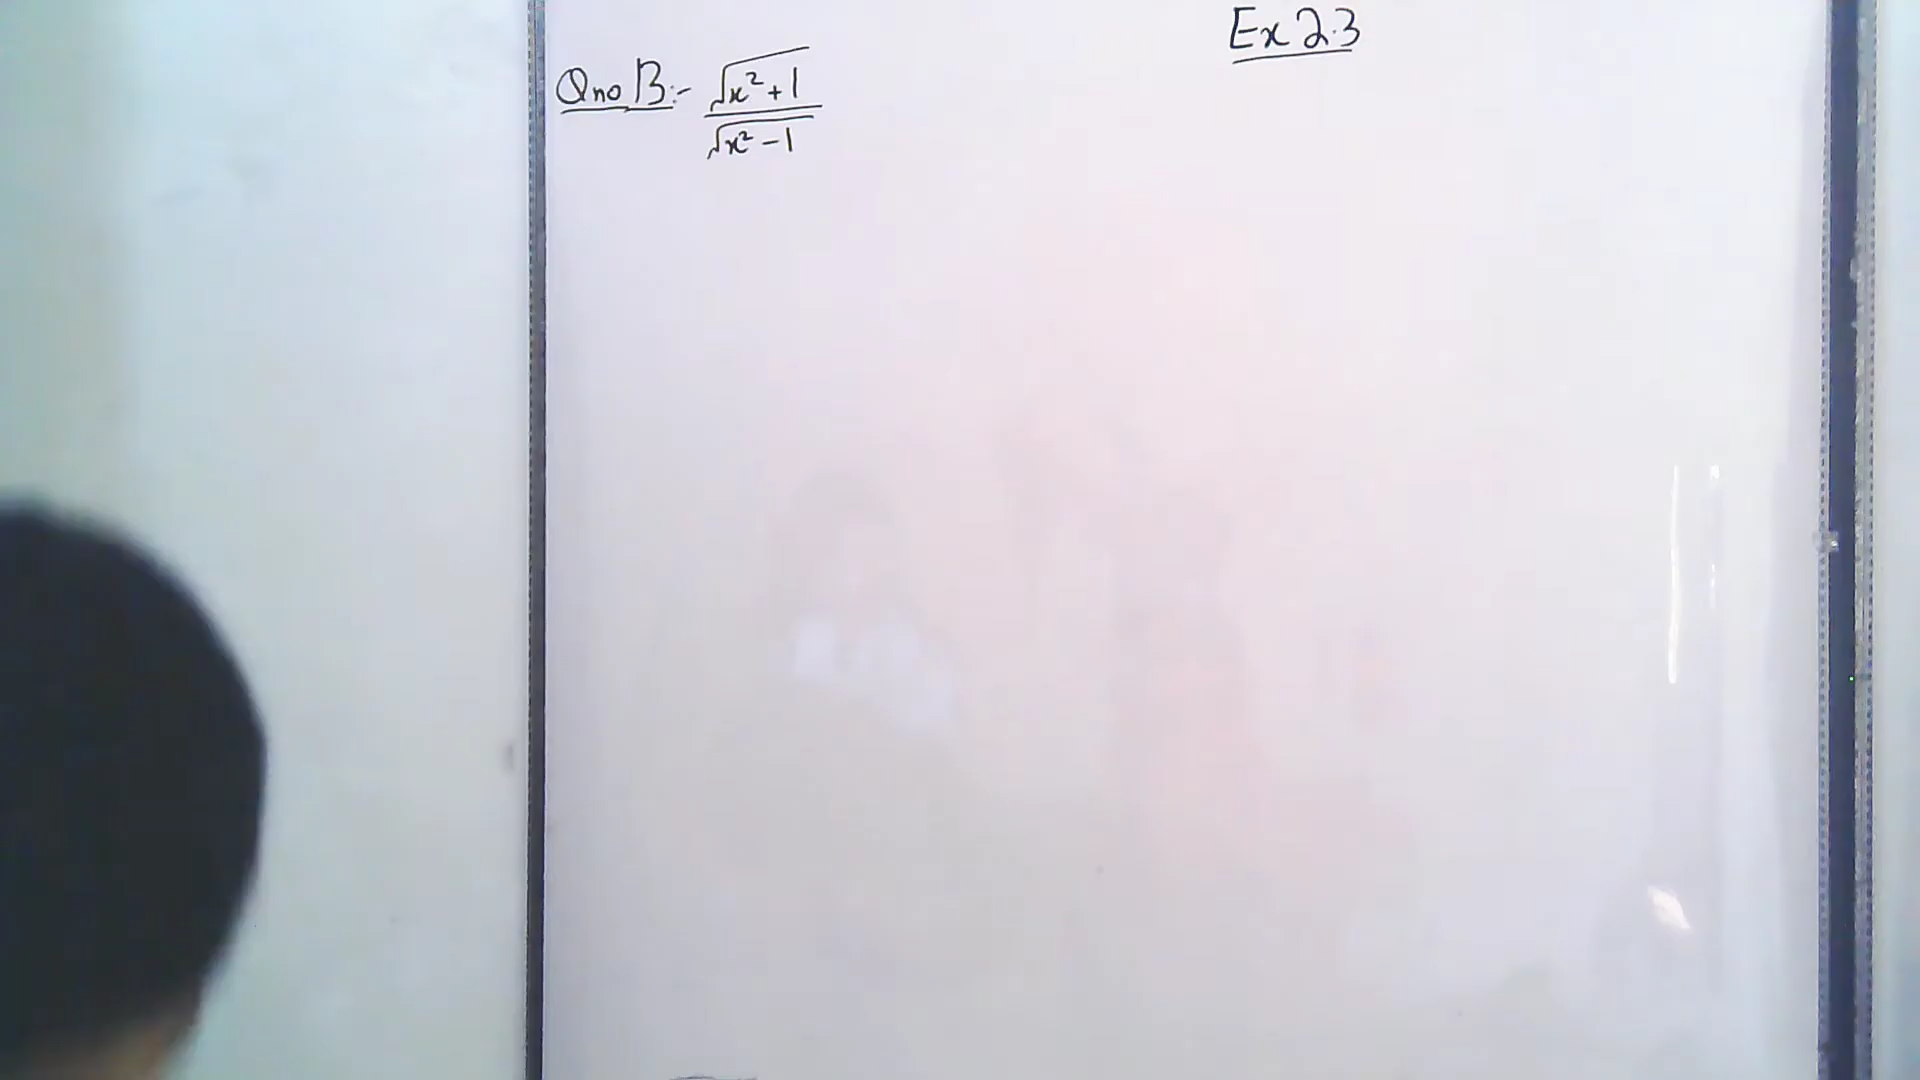 Ex 2.3
Q no 13:- √(x²+1) / √(x²-1)